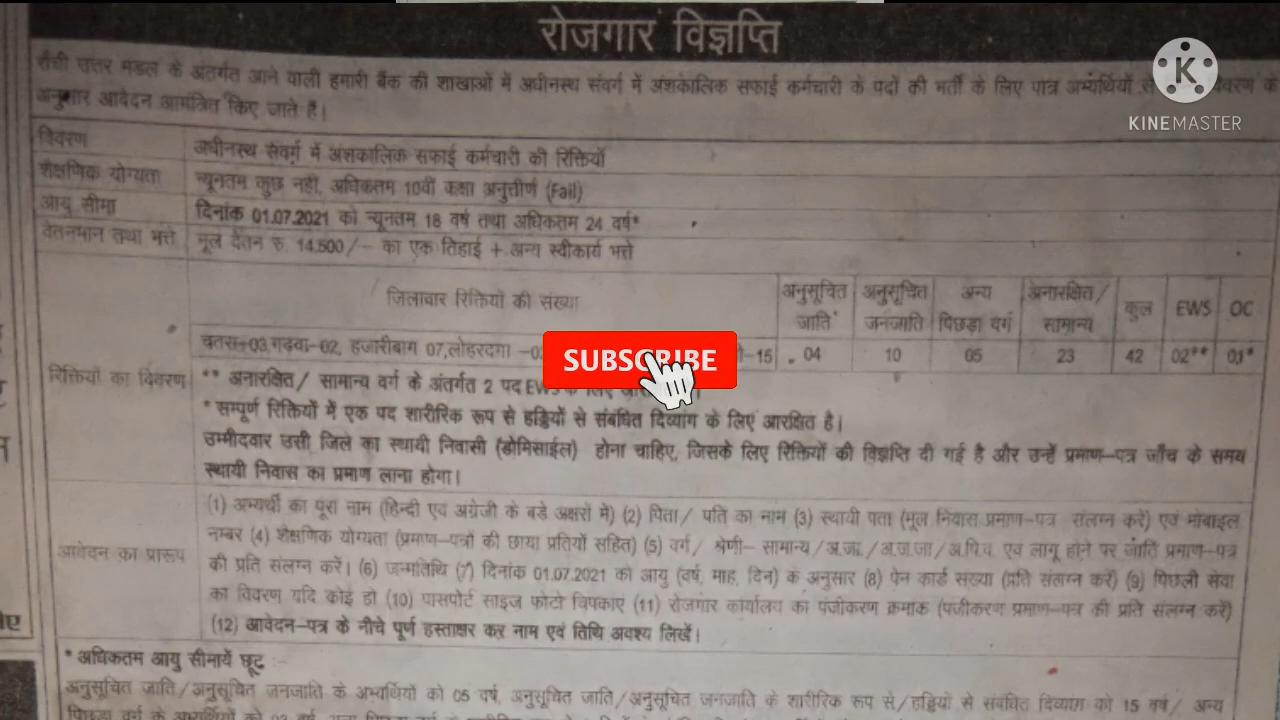 रोजगार विज्ञप्ति
राँची उत्तर मंडल के अंतर्गत आने वाली हमारी बैंक की शाखाओं में अधीनस्थ संवर्ग में अंशकालिक सफाई कर्मचारी के पदों की भर्ती के लिए पात्र अभ्यर्थियों से विवरण के
अनुसार आवेदन आमंत्रित किए जाते हैं।
K
KINEMASTER
विवरण
अधीनस्थ संवर्ग में अंशकालिक सफाई कर्मचारी की रिक्तियाँ
शैक्षणिक योग्यता
न्यूनतम कुछ नहीं, अधिकतम 10वीं कक्षा अनुत्तीर्ण (Fail)
आयु सीमा
दिनांक 01.07.2021 को न्यूनतम 18 वर्ष तथा अधिकतम 24 वर्ष*
वेतनमान तथा भत्ते
मूल वेतन रु. 14,500/– का एक तिहाई + अन्य स्वीकार्य भत्ते
जिलावार रिक्तियों की संख्या
अनुसूचित जाति
अनुसूचित जनजाति
अन्य पिछड़ा वर्ग
अनारक्षित/ सामान्य
कुल
EWS
OC
चतरा–03,गढ़वा–02, हजारीबाग 07,लोहरदगा –15 04 10 05 23 42 02** 01*
SUBSCRIBE
रिक्तियों का विवरण
** अनारक्षित/ सामान्य वर्ग के अंतर्गत 2 पद EWS के लिए
* सम्पूर्ण रिक्तियों में एक पद शारीरिक रूप से हड्डियों से संबंधित दिव्यांग के लिए आरक्षित है।
उम्मीदवार उसी जिले का स्थायी निवासी (डोमिसाईल) होना चाहिए, जिसके लिए रिक्तियों की विज्ञप्ति दी गई है और उन्हें प्रमाण–पत्र जाँच के समय
स्थायी निवास का प्रमाण लाना होगा।
आवेदन का प्रारूप
(1) अभ्यर्थी का पूरा नाम (हिन्दी एवं अंग्रेजी के बड़े अक्षरों में) (2) पिता/ पति का नाम (3) स्थायी पता (मूल निवास प्रमाण–पत्र संलग्न करें) एवं मोबाइल
नम्बर (4) शैक्षणिक योग्यता (प्रमाण–पत्रों की छाया प्रतियों सहित) (5) वर्ग/ श्रेणी– सामान्य/अ.जा./अ.ज.जा/अ.पि.व. एवं लागू होने पर जाति प्रमाण–पत्र
की प्रति संलग्न करें। (6) जन्मतिथि (7) दिनांक 01.07.2021 को आयु (वर्ष, माह, दिन) के अनुसार (8) पेन कार्ड संख्या (प्रति संलग्न करें) (9) पिछली सेवा
का विवरण यदि कोई हो (10) पासपोर्ट साइज फोटो चिपकाएं (11) रोजगार कार्यालय का पंजीकरण क्रमांक (पंजीकरण प्रमाण–पत्र की प्रति संलग्न करें)
(12) आवेदन–पत्र के नीचे पूर्ण हस्ताक्षर कर नाम एवं तिथि अवश्य लिखें।
* अधिकतम आयु सीमायें छूट :–
अनुसूचित जाति/अनुसूचित जनजाति के अभ्यर्थियों को 05 वर्ष, अनुसूचित जाति/अनुसूचित जनजाति के शारीरिक रूप से/हड्डियों से संबंधित दिव्यांग को 15 वर्ष/ अन्य